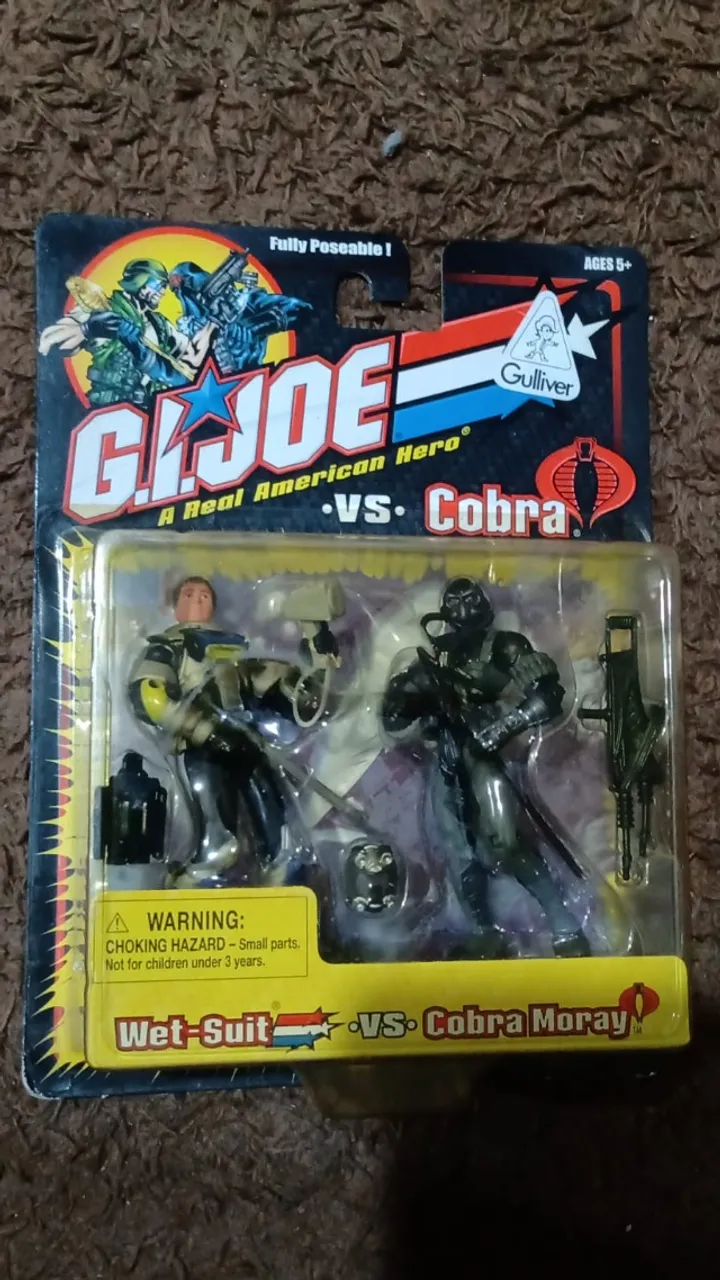 Fully Poseable !
AGES 5+
Gulliver
G.I.JOE
A Real American Hero®
•VS• Cobra
⚠ WARNING:
CHOKING HAZARD – Small parts.
Not for children under 3 years.
Wet-Suit® •VS• Cobra Moray™